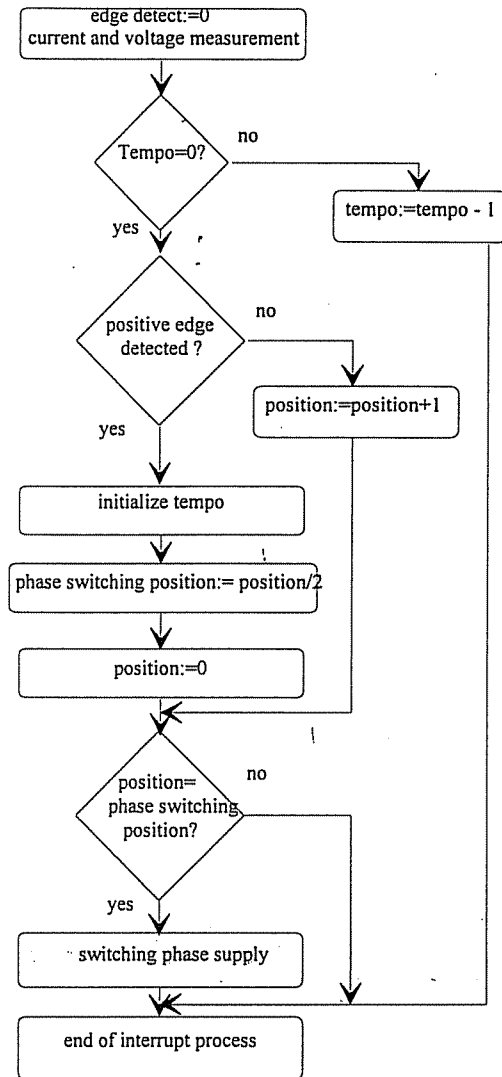 edge detect:=0
current and voltage measurement
Tempo=0?
no
tempo:=tempo - 1
yes
positive edge
detected ?
no
position:=position+1
yes
initialize tempo
phase switching position:= position/2
position:=0
position=
phase switching
position?
no
yes
switching phase supply
end of interrupt process